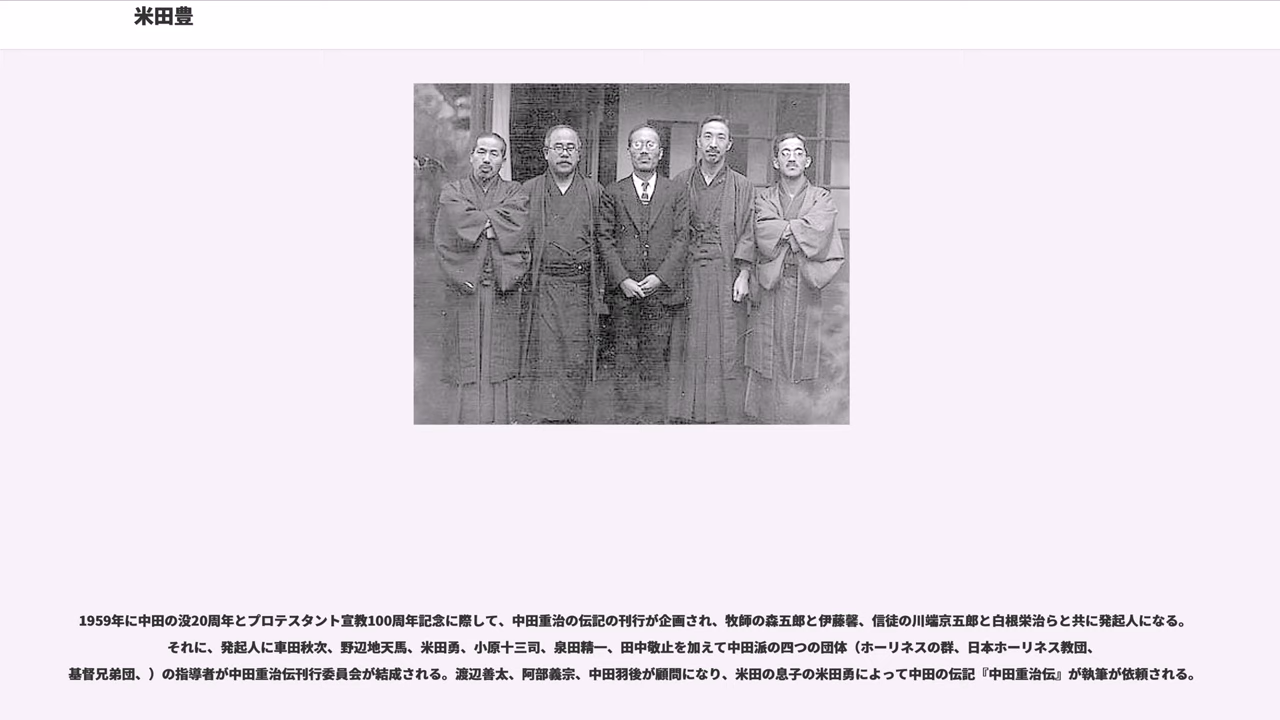 米田豊
1959年に中田の没20周年とプロテスタント宣教100周年記念に際して、中田重治の伝記の刊行が企画され、牧師の森五郎と伊藤馨、信徒の川端京五郎と白根栄治らと共に発起人になる。
それに、発起人に車田秋次、野辺地天馬、米田勇、小原十三司、泉田精一、田中敬止を加えて中田派の四つの団体（ホーリネスの群、日本ホーリネス教団、
基督兄弟団、）の指導者が中田重治伝刊行委員会が結成される。渡辺善太、阿部義宗、中田羽後が顧問になり、米田の息子の米田勇によって中田の伝記『中田重治伝』が執筆が依頼される。